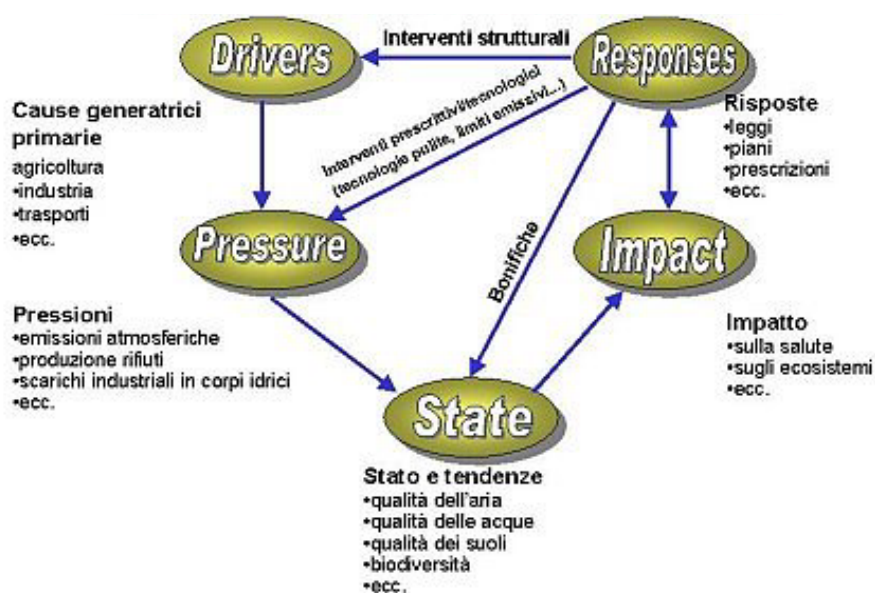 Drivers
Interventi strutturali
Responses
Cause generatrici
primarie
agricoltura
•industria
•trasporti
•ecc.
Interventi prescrittivi/tecnologici
(tecnologie pulite, limiti emissivi...)
Risposte
•leggi
•piani
•prescrizioni
•ecc.
Pressure
Bonifiche
Impact
Pressioni
•emissioni atmosferiche
•produzione rifiuti
•scarichi industriali in corpi idrici
•ecc.
Impatto
•sulla salute
•sugli ecosistemi
•ecc.
State
Stato e tendenze
•qualità dell'aria
•qualità delle acque
•qualità dei suoli
•biodiversità
•ecc.